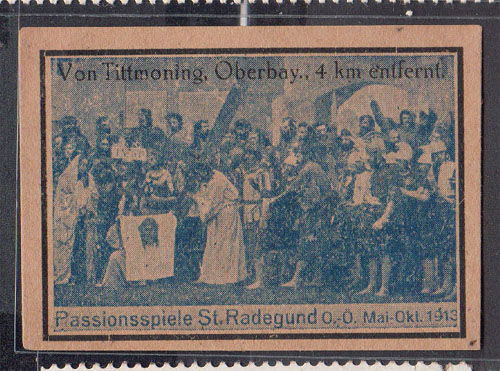 Von Tittmoning, Oberbay., 4 km entfernt.
Passionsspiele St. Radegund O.-Ö. Mai-Okt. 1913